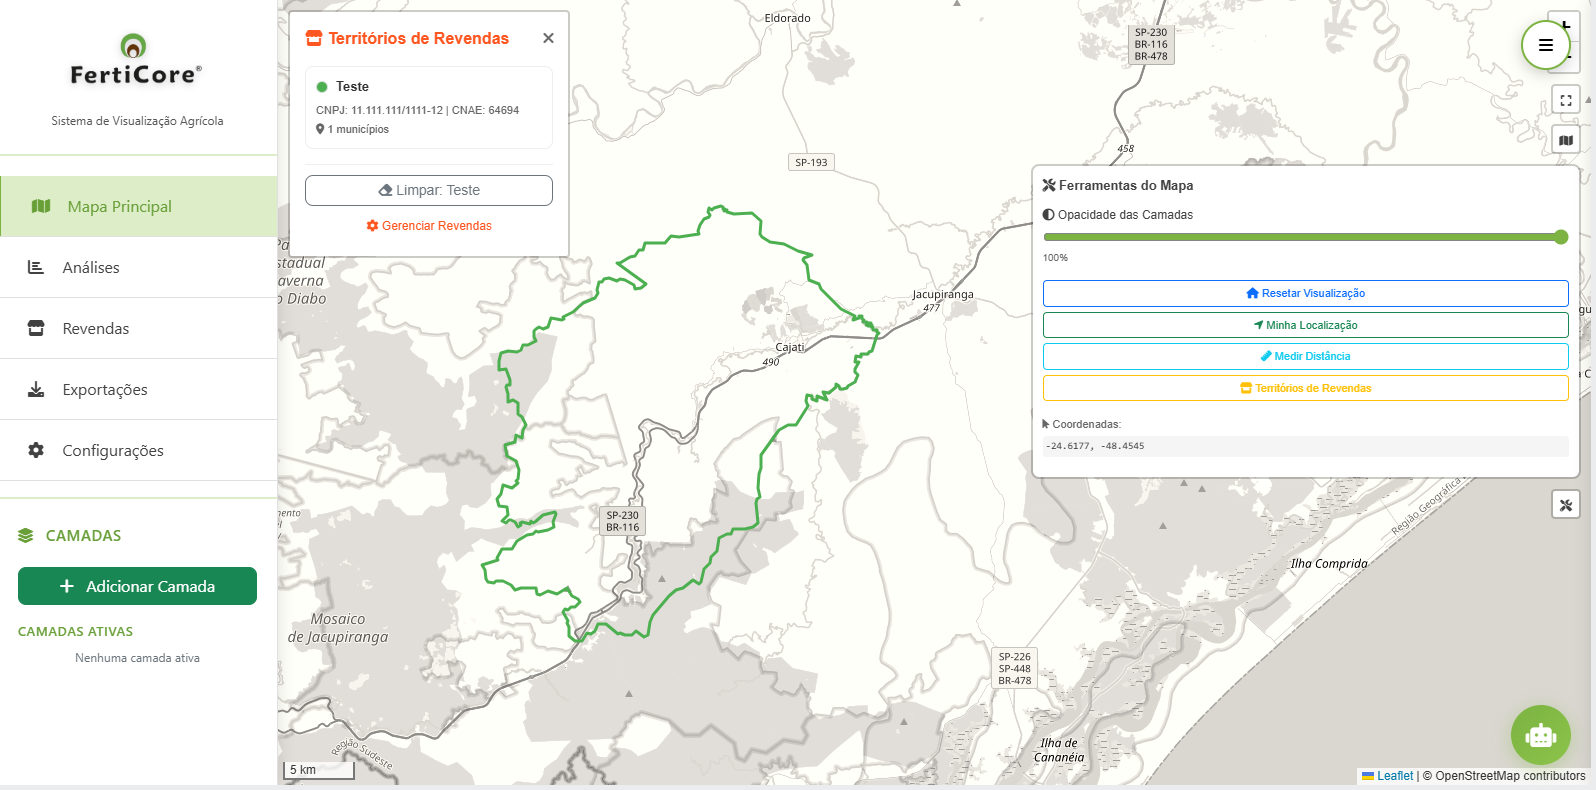 FertiCore®
Sistema de Visualização Agrícola
Mapa Principal
Análises
Revendas
Exportações
Configurações
CAMADAS
+ Adicionar Camada
CAMADAS ATIVAS
Nenhuma camada ativa
Territórios de Revendas
Teste
CNPJ: 11.111.111/1111-12 | CNAE: 64694
1 municípios
Limpar: Teste
Gerenciar Revendas
Eldorado
SP-230
BR-116
BR-478
458
SP-193
stadual
averna
o Diabo
Jacupiranga
477
Cajati
490
SP-230
BR-116
Mosaico
de Jacupiranga
Região Sudeste
SP-226
SP-448
BR-478
Ilha Comprida
Região Geográfica
Ilha de
Cananéia
5 km
Ferramentas do Mapa
Opacidade das Camadas
100%
Resetar Visualização
Minha Localização
Medir Distância
Territórios de Revendas
Coordenadas:
-24.6177, -48.4545
Leaflet | © OpenStreetMap contributors